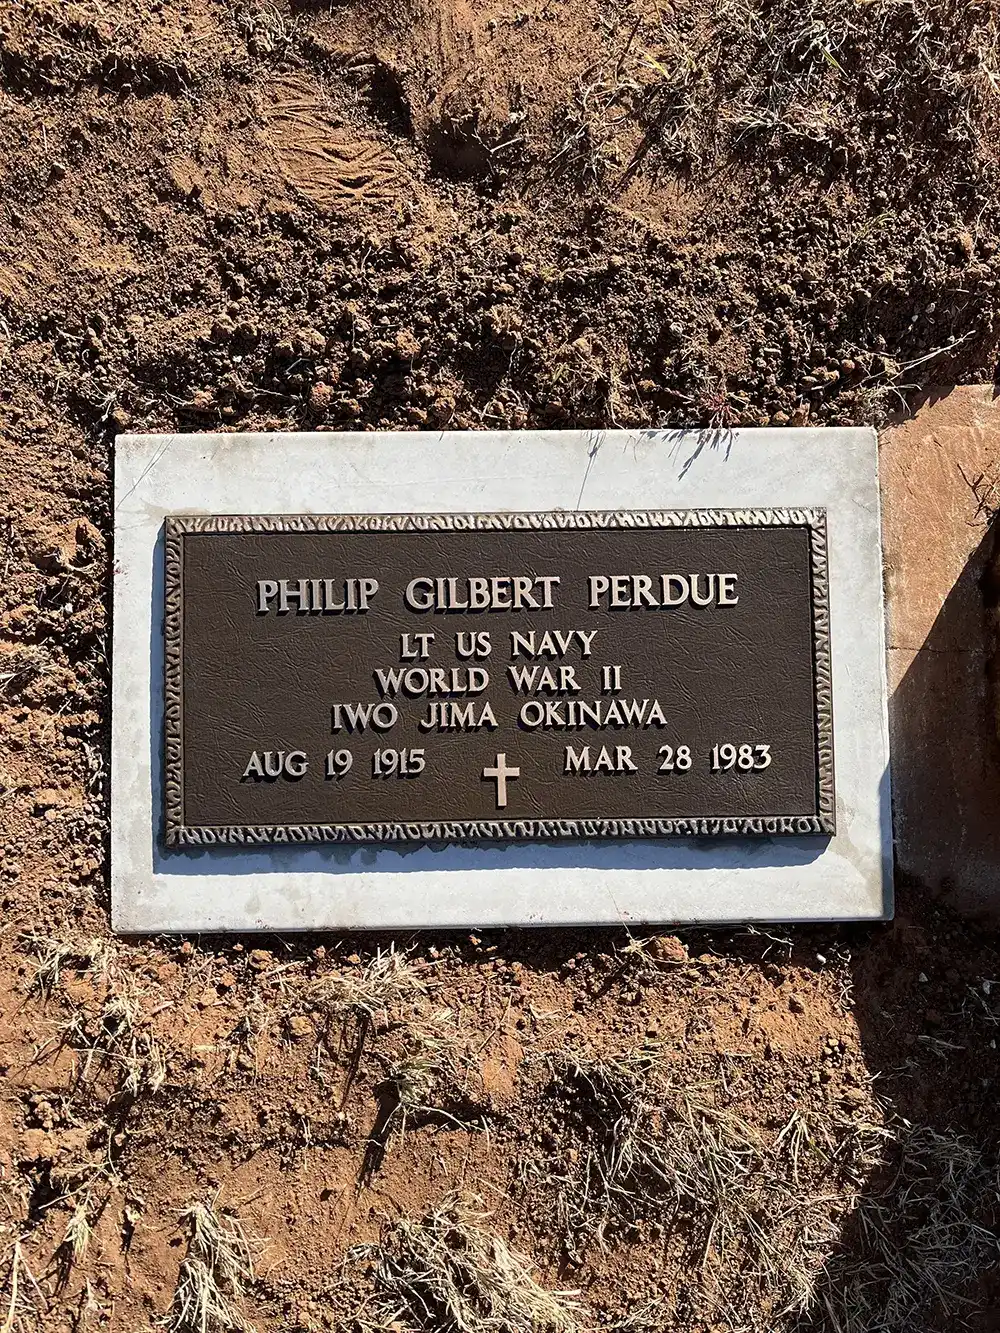 PHILIP GILBERT PERDUE
LT US NAVY
WORLD WAR II
IWO JIMA OKINAWA
AUG 19 1915 MAR 28 1983